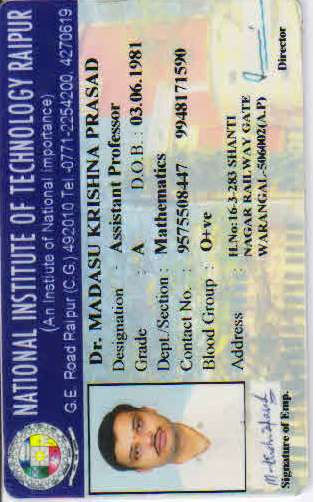 NATIONAL INSTITUTE OF TECHNOLOGY RAIPUR
(An Institute of National Importance)
G.E. Road Raipur (C.G.) 492010 Tel.-0771-2254200, 4270619
Dr. MADASU KRISHNA PRASAD
Designation : Assistant Professor
Grade : A D.O.B. : 03.06.1981
Dept./Section : Mathematics
Contact No. : 9575508447 9948171590
Blood Group : O+ve
Address : H.No:16-3-283 SHANTI
NAGAR RAILWAY GATE
WARANGAL-506002(A.P)
Signature of Emp.
Director